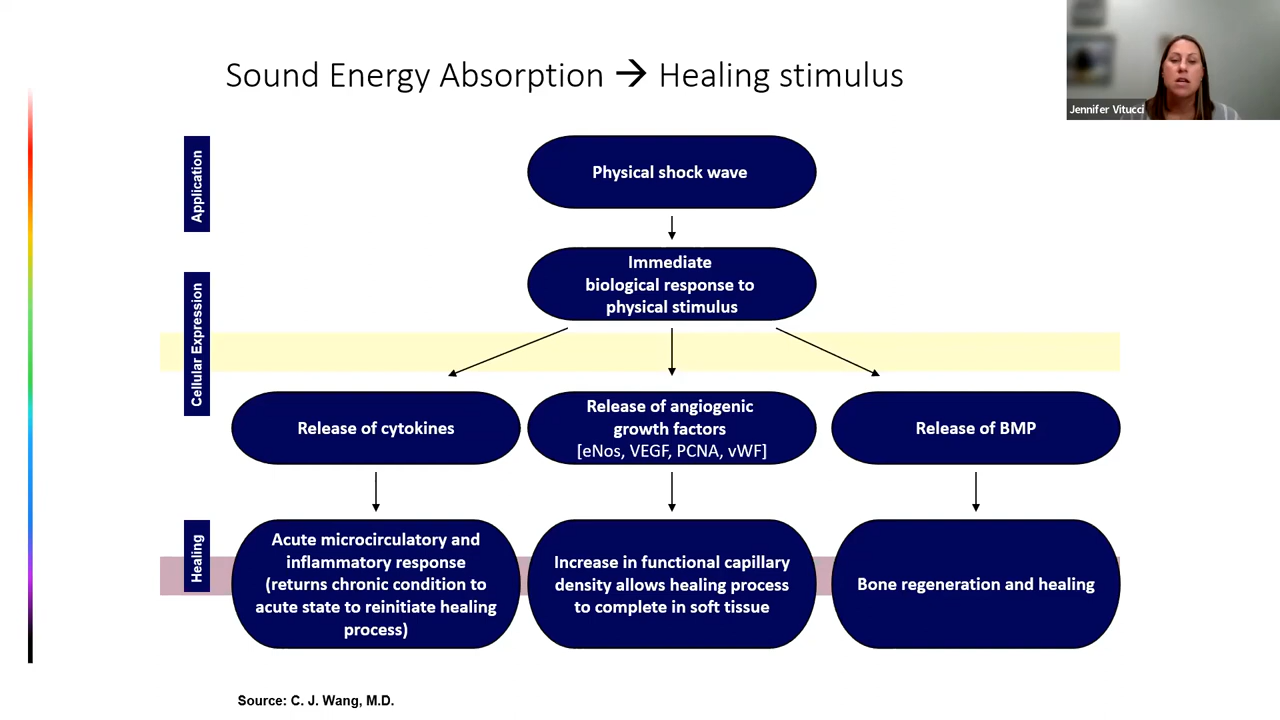 Sound Energy Absorption → Healing stimulus
Jennifer Vitucci
Application
Physical shock wave
Cellular Expression
Immediate
biological response to
physical stimulus
Release of cytokines
Release of angiogenic
growth factors
[eNos, VEGF, PCNA, vWF]
Release of BMP
Healing
Acute microcirculatory and
inflammatory response
(returns chronic condition to
acute state to reinitiate healing
process)
Increase in functional capillary
density allows healing process
to complete in soft tissue
Bone regeneration and healing
Source: C. J. Wang, M.D.